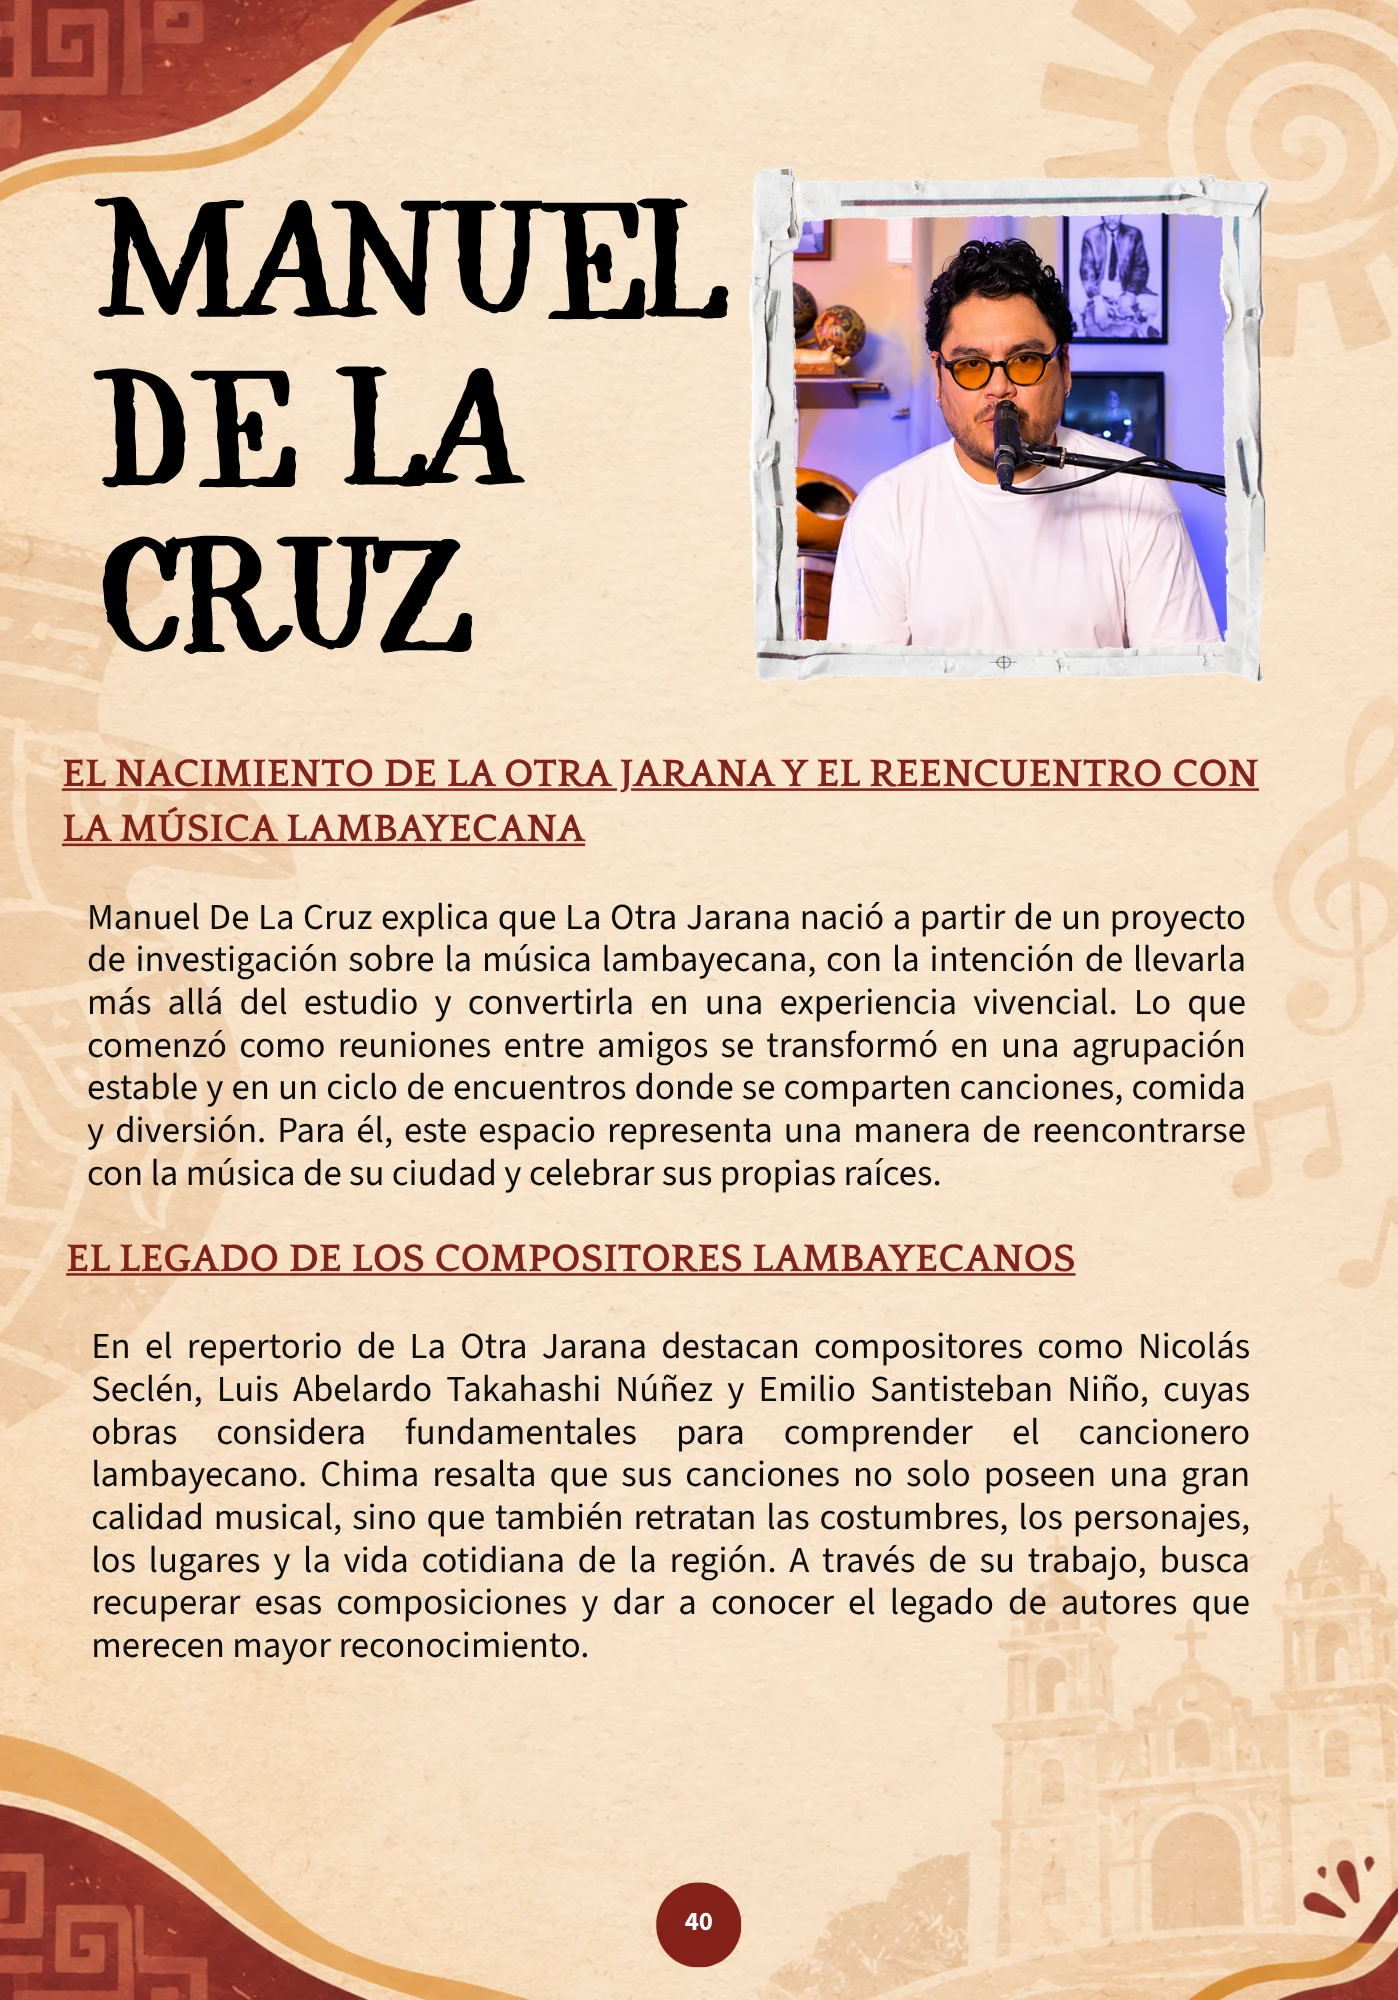 MANUEL
DE LA
CRUZ
EL NACIMIENTO DE LA OTRA JARANA Y EL REENCUENTRO CON
LA MÚSICA LAMBAYECANA
Manuel De La Cruz explica que La Otra Jarana nació a partir de un proyecto
de investigación sobre la música lambayecana, con la intención de llevarla
más allá del estudio y convertirla en una experiencia vivencial. Lo que
comenzó como reuniones entre amigos se transformó en una agrupación
estable y en un ciclo de encuentros donde se comparten canciones, comida
y diversión. Para él, este espacio representa una manera de reencontrarse
con la música de su ciudad y celebrar sus propias raíces.
EL LEGADO DE LOS COMPOSITORES LAMBAYECANOS
En el repertorio de La Otra Jarana destacan compositores como Nicolás
Seclén, Luis Abelardo Takahashi Núñez y Emilio Santisteban Niño, cuyas
obras considera fundamentales para comprender el cancionero
lambayecano. Chima resalta que sus canciones no solo poseen una gran
calidad musical, sino que también retratan las costumbres, los personajes,
los lugares y la vida cotidiana de la región. A través de su trabajo, busca
recuperar esas composiciones y dar a conocer el legado de autores que
merecen mayor reconocimiento.
40